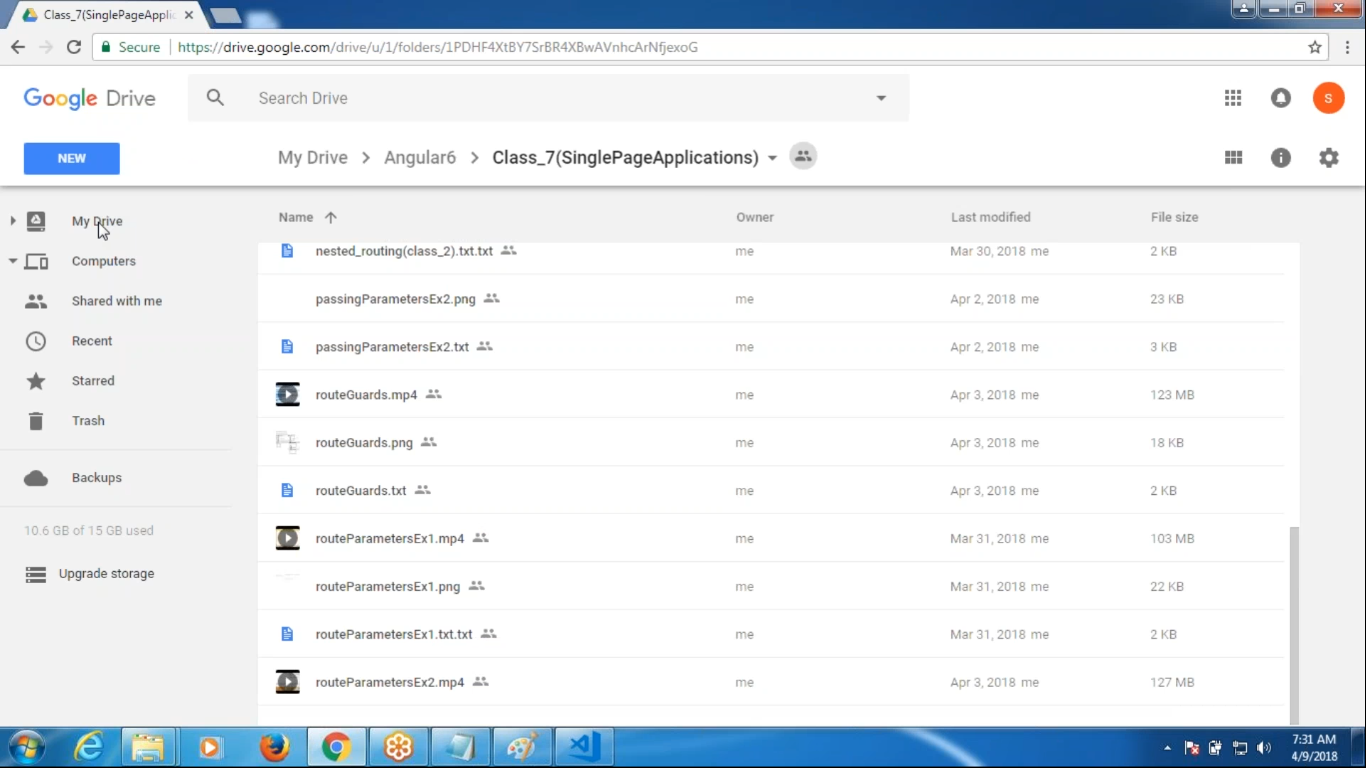 Class_7(SinglePageApplic
Secure https://drive.google.com/drive/u/1/folders/1PDHF4XtBY7SrBR4XBwAVnhcArNfjexoG
Google Drive
Search Drive
S
NEW
My Drive > Angular6 > Class_7(SinglePageApplications)
My Drive
Computers
Shared with me
Recent
Starred
Trash
Backups
10.6 GB of 15 GB used
Upgrade storage
Name Owner Last modified File size
nested_routing(class_2).txt.txt me Mar 30, 2018 me 2 KB
passingParametersEx2.png me Apr 2, 2018 me 23 KB
passingParametersEx2.txt me Apr 2, 2018 me 3 KB
routeGuards.mp4 me Apr 3, 2018 me 123 MB
routeGuards.png me Apr 3, 2018 me 18 KB
routeGuards.txt me Apr 3, 2018 me 2 KB
routeParametersEx1.mp4 me Mar 31, 2018 me 103 MB
routeParametersEx1.png me Mar 31, 2018 me 22 KB
routeParametersEx1.txt.txt me Mar 31, 2018 me 2 KB
routeParametersEx2.mp4 me Apr 3, 2018 me 127 MB
7:31 AM
4/9/2018